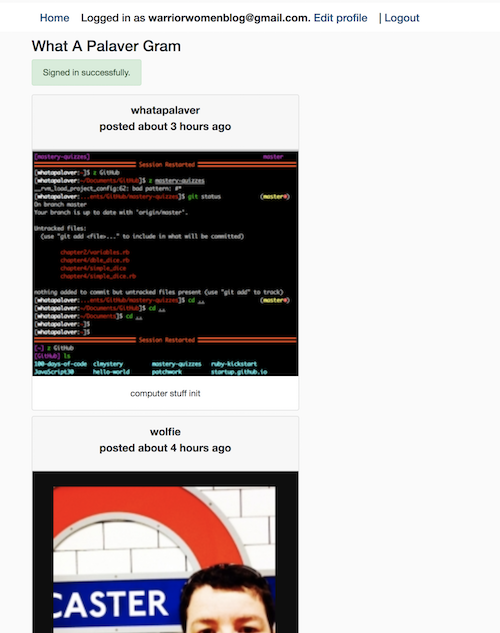 Home Logged in as warriorwomenblog@gmail.com. Edit profile | Logout
What A Palaver Gram
Signed in successfully.
whatapalaver
posted about 3 hours ago
[mastery-quizzes] master
Session Restarted
[whatapalaver:~]$ z GitHub
[whatapalaver:~/Documents/GitHub]$ z mastery-quizzes
__rvm_load_project_config:62: bad pattern: #*
[whatapalaver:...ents/GitHub/mastery-quizzes]$ git status (master*)
On branch master
Your branch is up to date with 'origin/master'.
Untracked files:
(use "git add <file>..." to include in what will be committed)
chapter2/variables.rb
chapter4/dble_dice.rb
chapter4/simple_dice
chapter4/simple_dice.rb
nothing added to commit but untracked files present (use "git add" to track)
[whatapalaver:...ents/GitHub/mastery-quizzes]$ cd .. (master*)
[whatapalaver:~/Documents/GitHub]$ cd ..
[whatapalaver:~/Documents]$ cd ..
[whatapalaver:~]$
[whatapalaver:~]$
Session Restarted
[~] z GitHub
[GitHub] ls
100-days-of-code clmystery mastery-quizzes ruby-kickstart
JavaScript30 hello-world patchwork startup.github.io
computer stuff init
wolfie
posted about 4 hours ago
CASTER